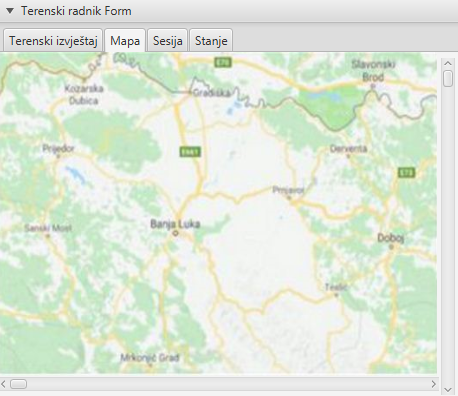 Terenski radnik Form
Terenski izvještaj
Mapa
Sesija
Stanje
E70
Slavonski
Brod
Kozarska
Dubica
Gradiška
Prijedor
E661
Derventa
E73
Prnjavor
Sanski Most
Banja Luka
Doboj
Teslić
Mrkonjić Grad